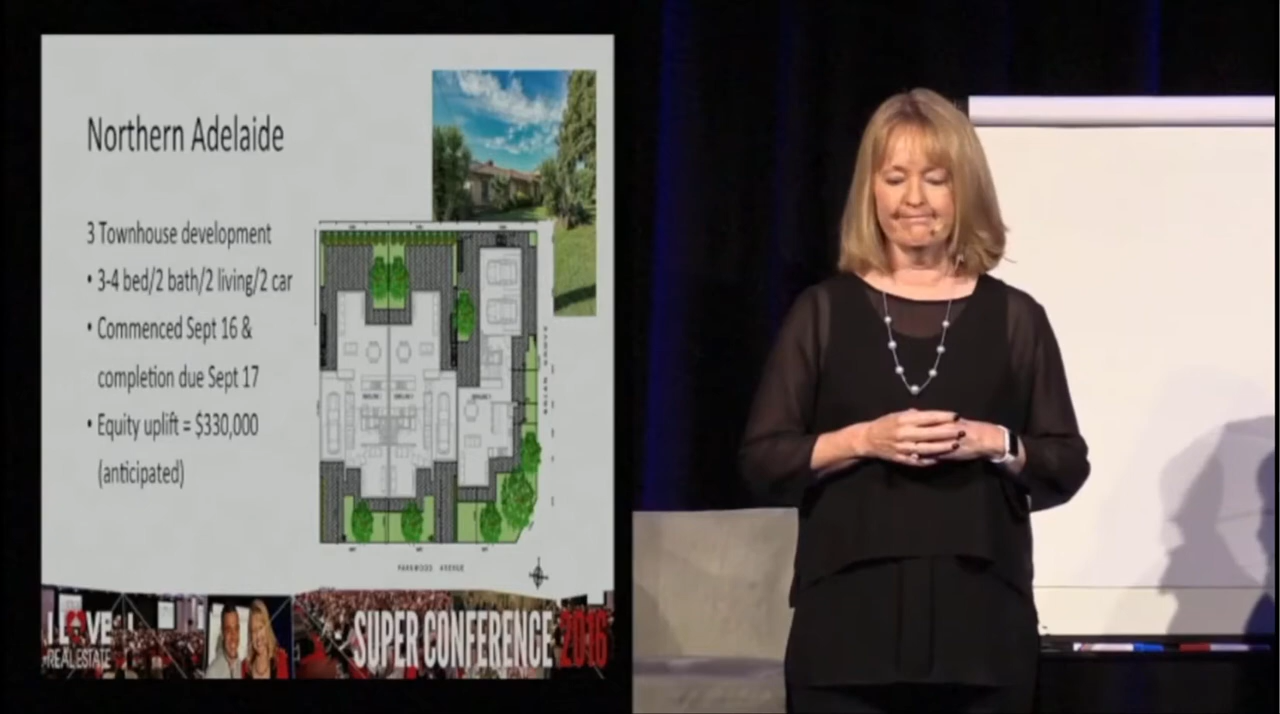 Northern Adelaide
3 Townhouse development
• 3-4 bed/2 bath/2 living/2 car
• Commenced Sept 16 &
completion due Sept 17
• Equity uplift = $330,000
(anticipated)
PARKWOOD AVENUE
I LOVE
REAL ESTATE
SUPER CONFERENCE 2016